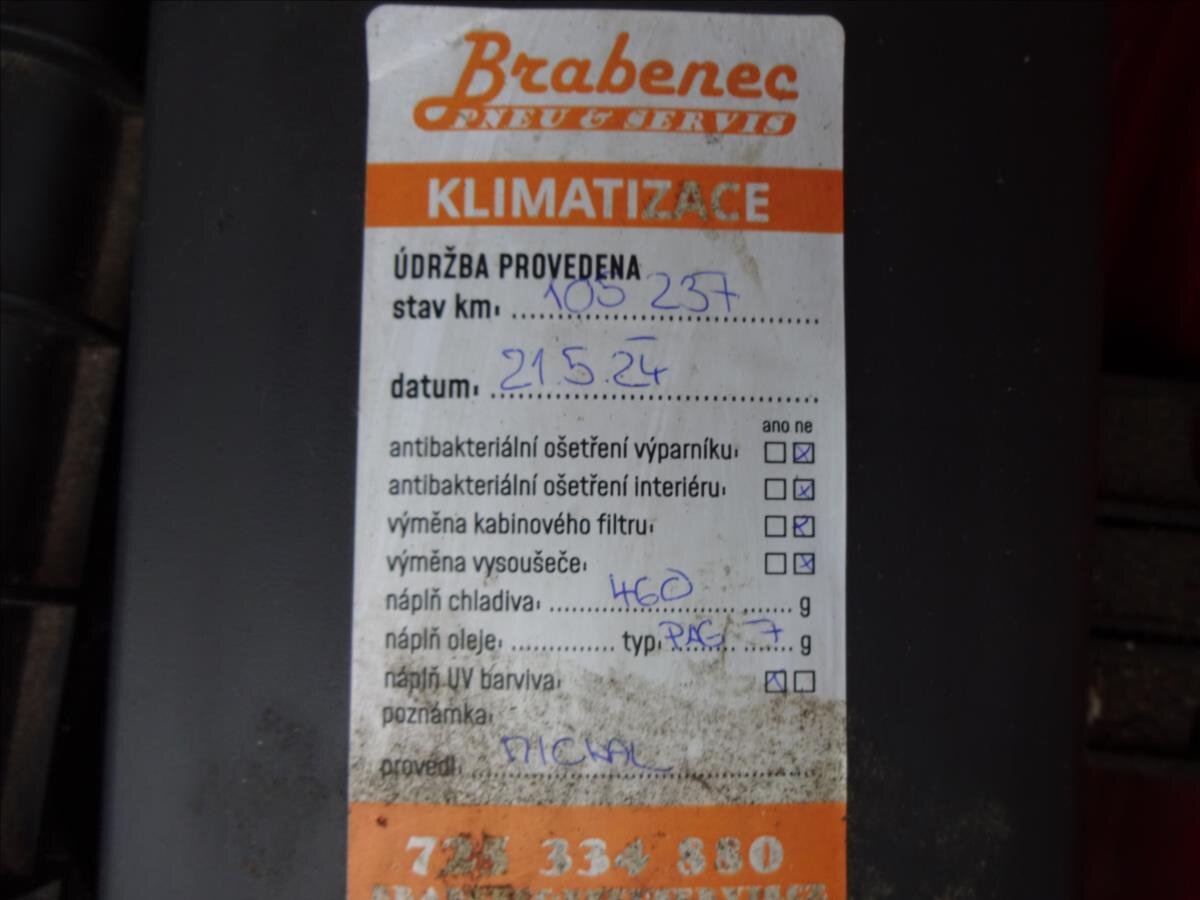 Brabenec
PNEU & SERVIS
KLIMATIZACE
ÚDRŽBA PROVEDENA
stav km: 105 237
datum: 21.5.24
ano ne
antibakteriální ošetření výparníku:
antibakteriální ošetření interiéru:
výměna kabinového filtru:
výměna vysoušeče:
náplň chladiva: 460 g
náplň oleje: typ: PAG 7 g
náplň UV barviva:
poznámka:
provedl: MICHAL
334 880